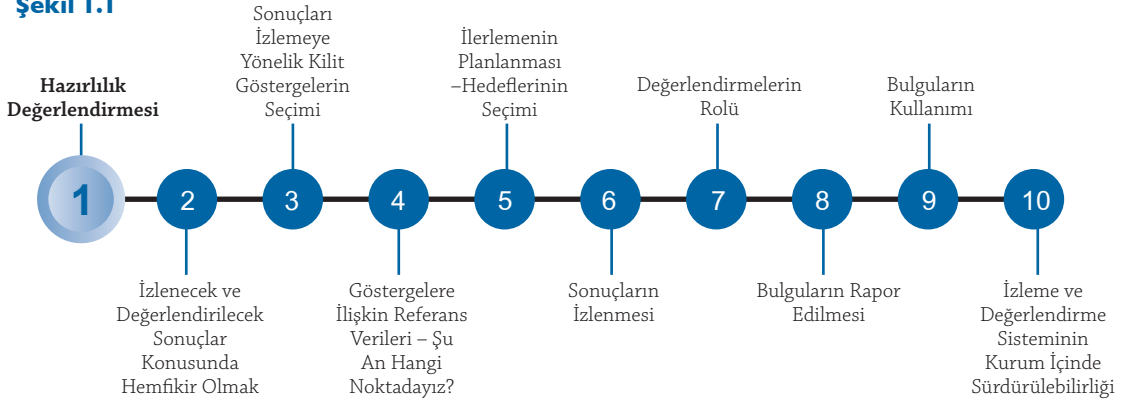 Şekil 1.1
Hazırlılık
Değerlendirmesi
1
2
İzlenecek ve
Değerlendirilecek
Sonuçlar
Konusunda
Hemfikir Olmak
Sonuçları
İzlemeye
Yönelik Kilit
Göstergelerin
Seçimi
3
4
Göstergelere
İlişkin Referans
Verileri – Şu
An Hangi
Noktadayız?
İlerlemenin
Planlanması
–Hedeflerinin
Seçimi
5
6
Sonuçların
İzlenmesi
Değerlendirmelerin
Rolü
7
8
Bulguların Rapor
Edilmesi
Bulguların
Kullanımı
9
10
İzleme ve
Değerlendirme
Sisteminin
Kurum İçinde
Sürdürülebilirliği